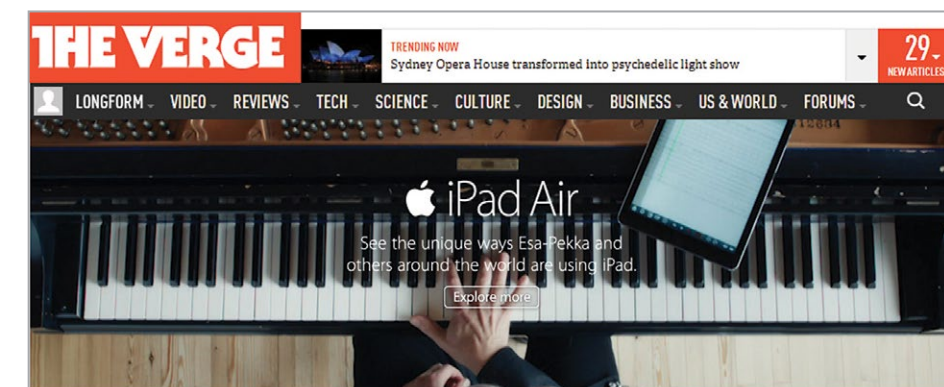 THE VERGE
TRENDING NOW
Sydney Opera House transformed into psychedelic light show
29
NEW ARTICLES
LONGFORM VIDEO REVIEWS TECH SCIENCE CULTURE DESIGN BUSINESS US & WORLD FORUMS
iPad Air
See the unique ways Esa-Pekka and
others around the world are using iPad.
Explore more